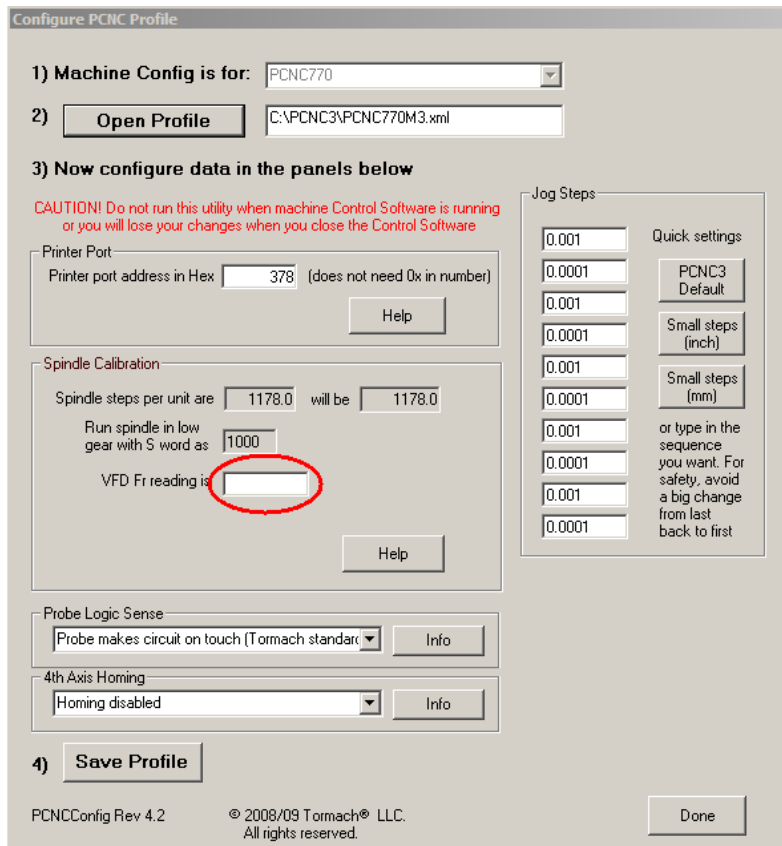 Configure PCNC Profile
1) Machine Config is for: PCNC770
2) Open Profile C:\PCNC3\PCNC770M3.xml
3) Now configure data in the panels below
CAUTION! Do not run this utility when machine Control Software is running
or you will lose your changes when you close the Control Software
Printer Port
Printer port address in Hex 378 (does not need 0x in number)
Help
Spindle Calibration
Spindle steps per unit are 1178.0 will be 1178.0
Run spindle in low
gear with S word as 1000
VFD Fr reading is
Help
Jog Steps
0.001
0.0001
0.001
0.0001
0.001
0.0001
0.001
0.0001
0.001
0.0001
Quick settings
PCNC3
Default
Small steps
(inch)
Small steps
(mm)
or type in the
sequence
you want. For
safety, avoid
a big change
from last
back to first
Probe Logic Sense
Probe makes circuit on touch (Tormach standard Info
4th Axis Homing
Homing disabled Info
4) Save Profile
PCNCConfig Rev 4.2
© 2008/09 Tormach® LLC.
All rights reserved.
Done